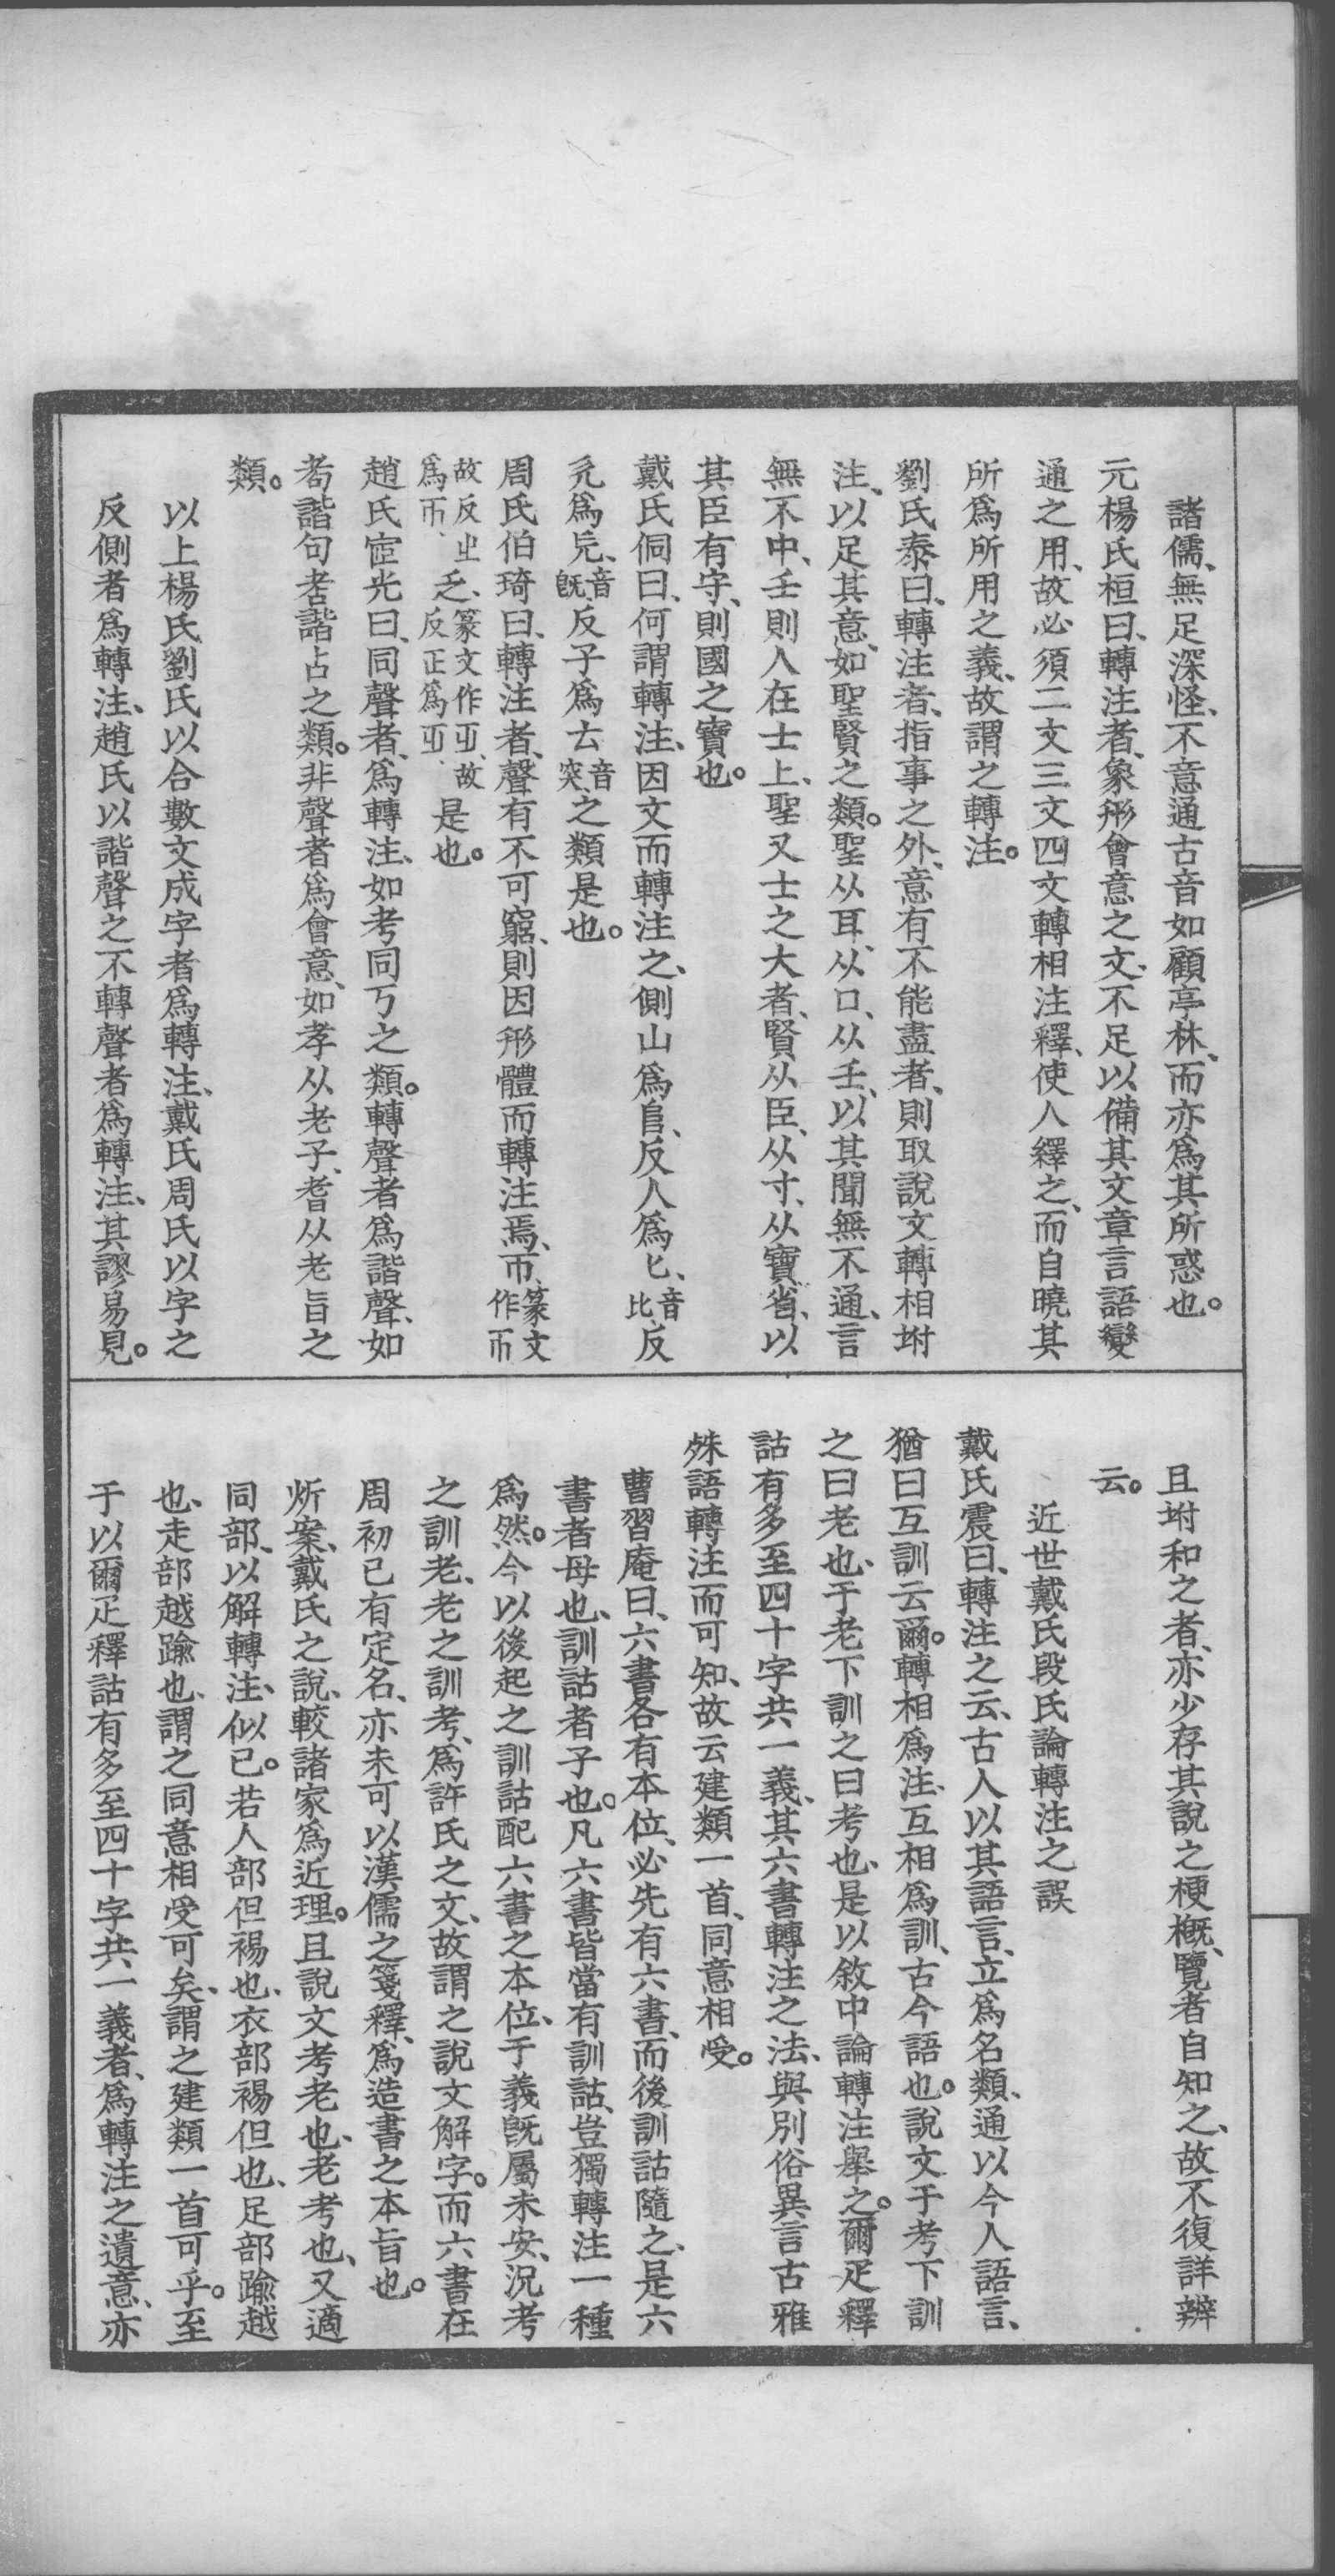 諸儒、無足深怪、不意通古音如顧亭林、而亦爲其所惑也。
元楊氏桓曰、轉注者、象形會意之文、不足以備其文章言語變
通之用、故必須二文三文四文轉相注釋、使人繹之、而自曉其
所爲所用之義、故謂之轉注。
劉氏泰曰、轉注者、指事之外、意有不能盡者、則取說文轉相坿
注、以足其意、如聖賢之類。聖从耳、从口、从壬、以其聞無不通、言
無不中、壬則人在士上、聖又士之大者、賢从臣、从寸、从寶省、以
其臣有守、則國之寶也。
戴氏侗曰、何謂轉注、因文而轉注之、側山爲𨸏、反人爲匕、音比、反
㒫爲旡、音旣、反子爲𠫓音突、之類是也。
周氏伯琦曰、轉注者、聲有不可窮、則因形體而轉注焉、帀、篆文作帀
故反㞢爲帀、乏、篆文作𠄟、故反正爲𠄟、是也。
趙氏宧光曰、同聲者、爲轉注、如考同丂之類。轉聲者爲諧聲、如
耇諧句耉諧占之類。非聲者爲會意、如孝从老子、耆从老旨之
類。
以上楊氏劉氏以合數文成字者爲轉注、戴氏周氏以字之
反側者爲轉注、趙氏以諧聲之不轉聲者爲轉注、其謬易見。
且坿和之者、亦少存其說之梗槪、覽者自知之、故不復詳辨
云。
近世戴氏段氏論轉注之誤
戴氏震曰、轉注之云、古人以其語言、立爲名類、通以今人語言、
猶曰互訓云爾。轉相爲注、互相爲訓、古今語也。說文于考下訓
之曰老也、于老下訓之曰考也、是以敘中論轉注舉之。爾疋釋
詁有多至四十字共一義、其六書轉注之法、與別俗異言古雅
殊語轉注而可知、故云建類一首、同意相受。
曹習庵曰、六書各有本位、必先有六書、而後訓詁隨之、是六
書者母也、訓詁者子也。凡六書皆當有訓詁、豈獨轉注一種
爲然。今以後起之訓詁配六書之本位、于義旣屬未安、況考
之訓老、老之訓考、爲許氏之文、故謂之說文解字。而六書在
周初已有定名、亦未可以漢儒之箋釋、爲造書之本旨也。
炘案、戴氏之說、較諸家爲近理。且說文考老也、老考也、又適
同部、以解轉注、似已。若人部但裼也、衣部裼但也、足部踰越
也、走部越踰也、謂之同意相受可矣、謂之建類一首可乎。至
于以爾疋釋詁有多至四十字共一義者、爲轉注之遺意、亦